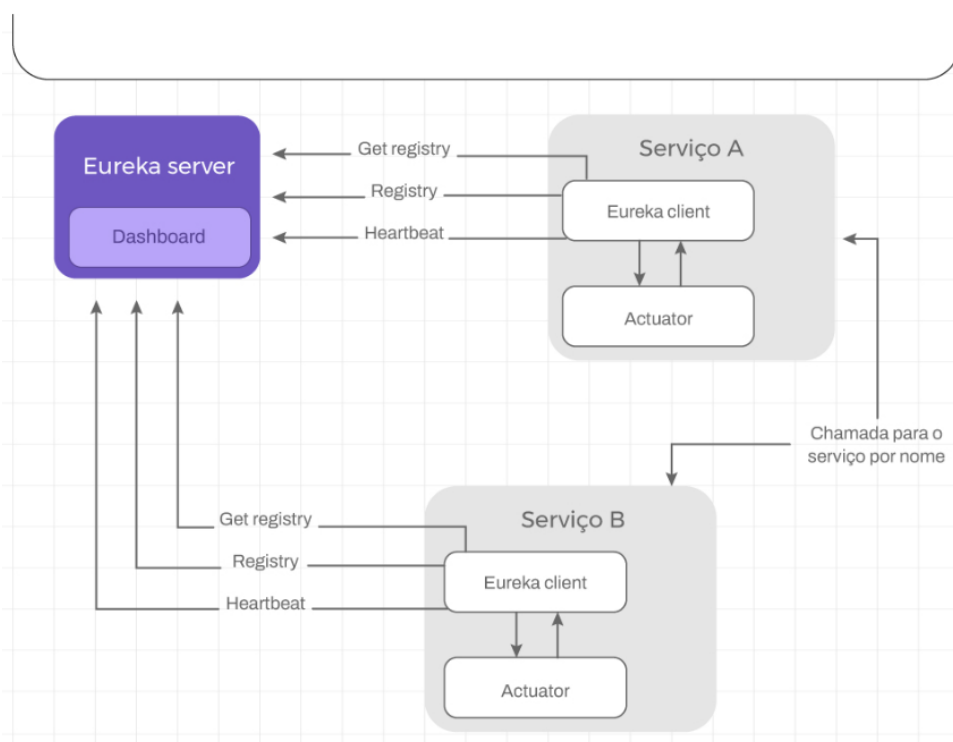 Eureka server
Dashboard
Get registry
Registry
Heartbeat
Serviço A
Eureka client
Actuator
Chamada para o
serviço por nome
Serviço B
Get registry
Registry
Heartbeat
Eureka client
Actuator